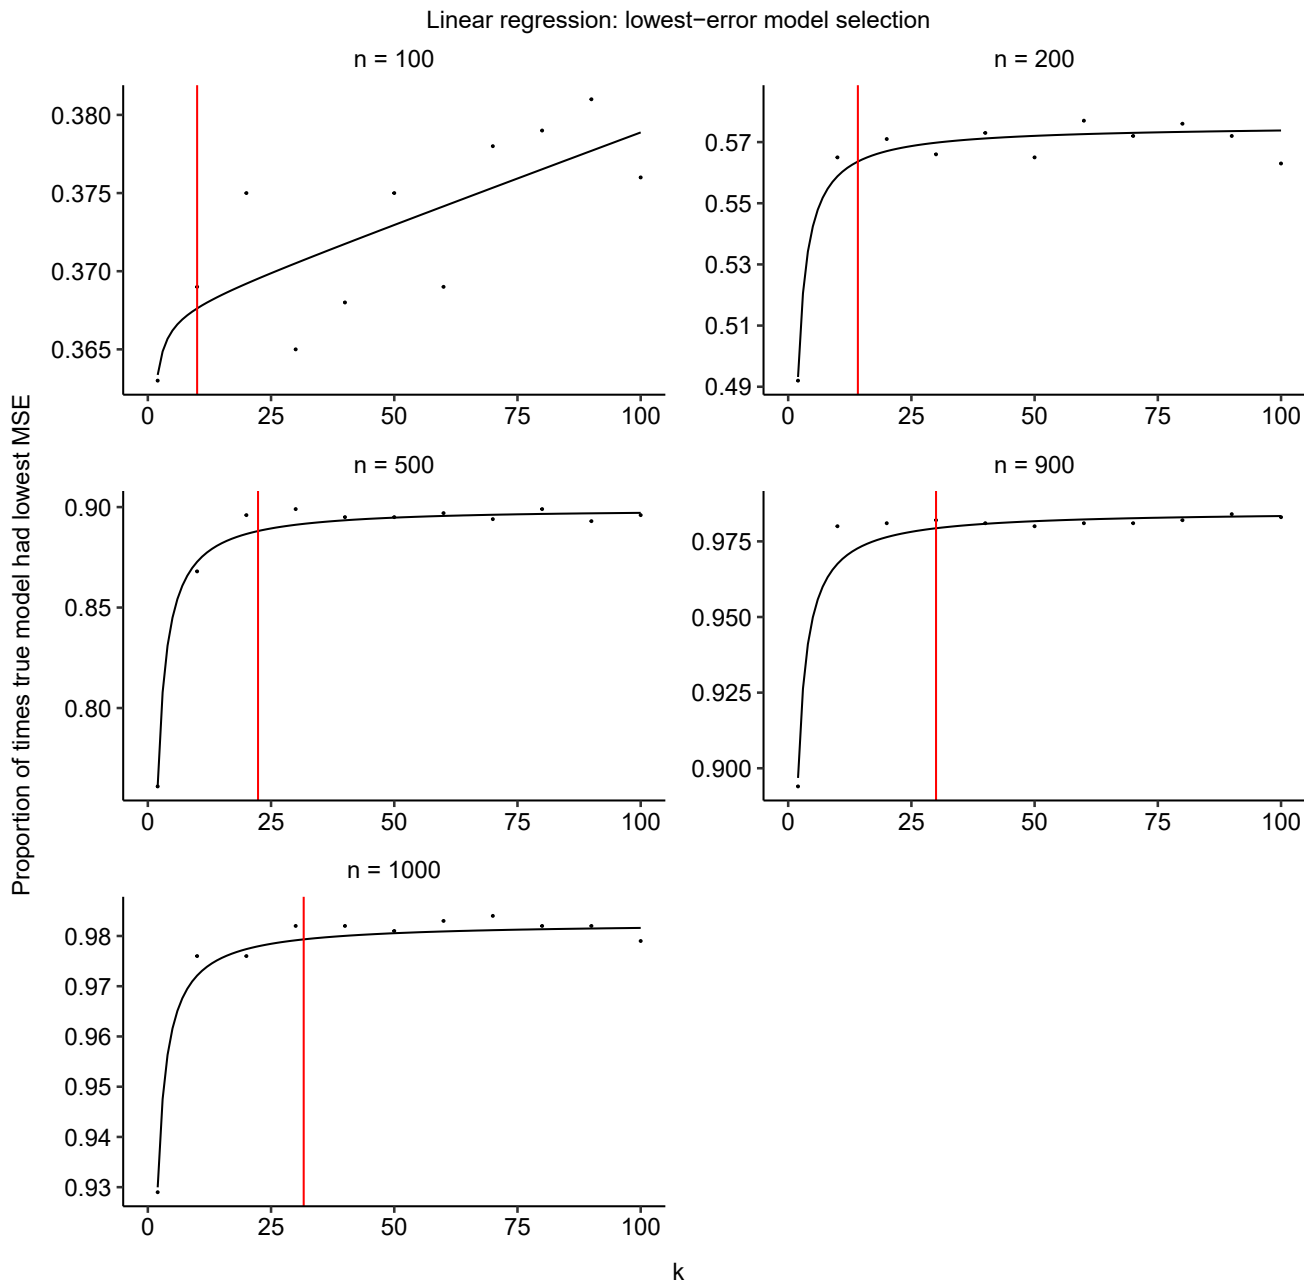 Linear regression: lowest−error model selection
n = 100
0.380
0.375
0.370
0.365
0 25 50 75 100
n = 200
0.57
0.55
0.53
0.51
0.49
0 25 50 75 100
Proportion of times true model had lowest MSE
n = 500
0.90
0.85
0.80
0 25 50 75 100
n = 900
0.975
0.950
0.925
0.900
0 25 50 75 100
n = 1000
0.98
0.97
0.96
0.95
0.94
0.93
0 25 50 75 100
k